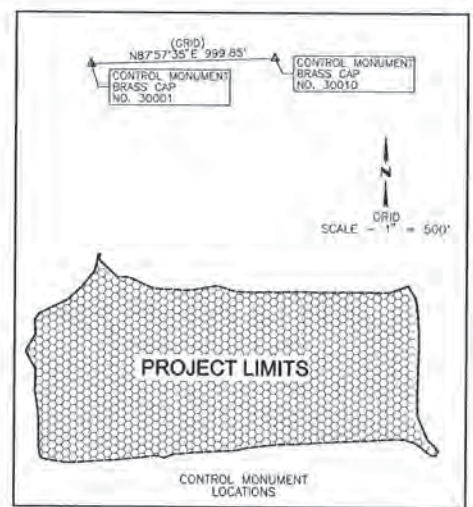 (GRID)
N87°57'35"E 999.85'
CONTROL MONUMENT
BRASS CAP
NO. 30001
CONTROL MONUMENT
BRASS CAP
NO. 30010
N
GRID
SCALE - 1" = 500'
PROJECT LIMITS
CONTROL MONUMENT
LOCATIONS